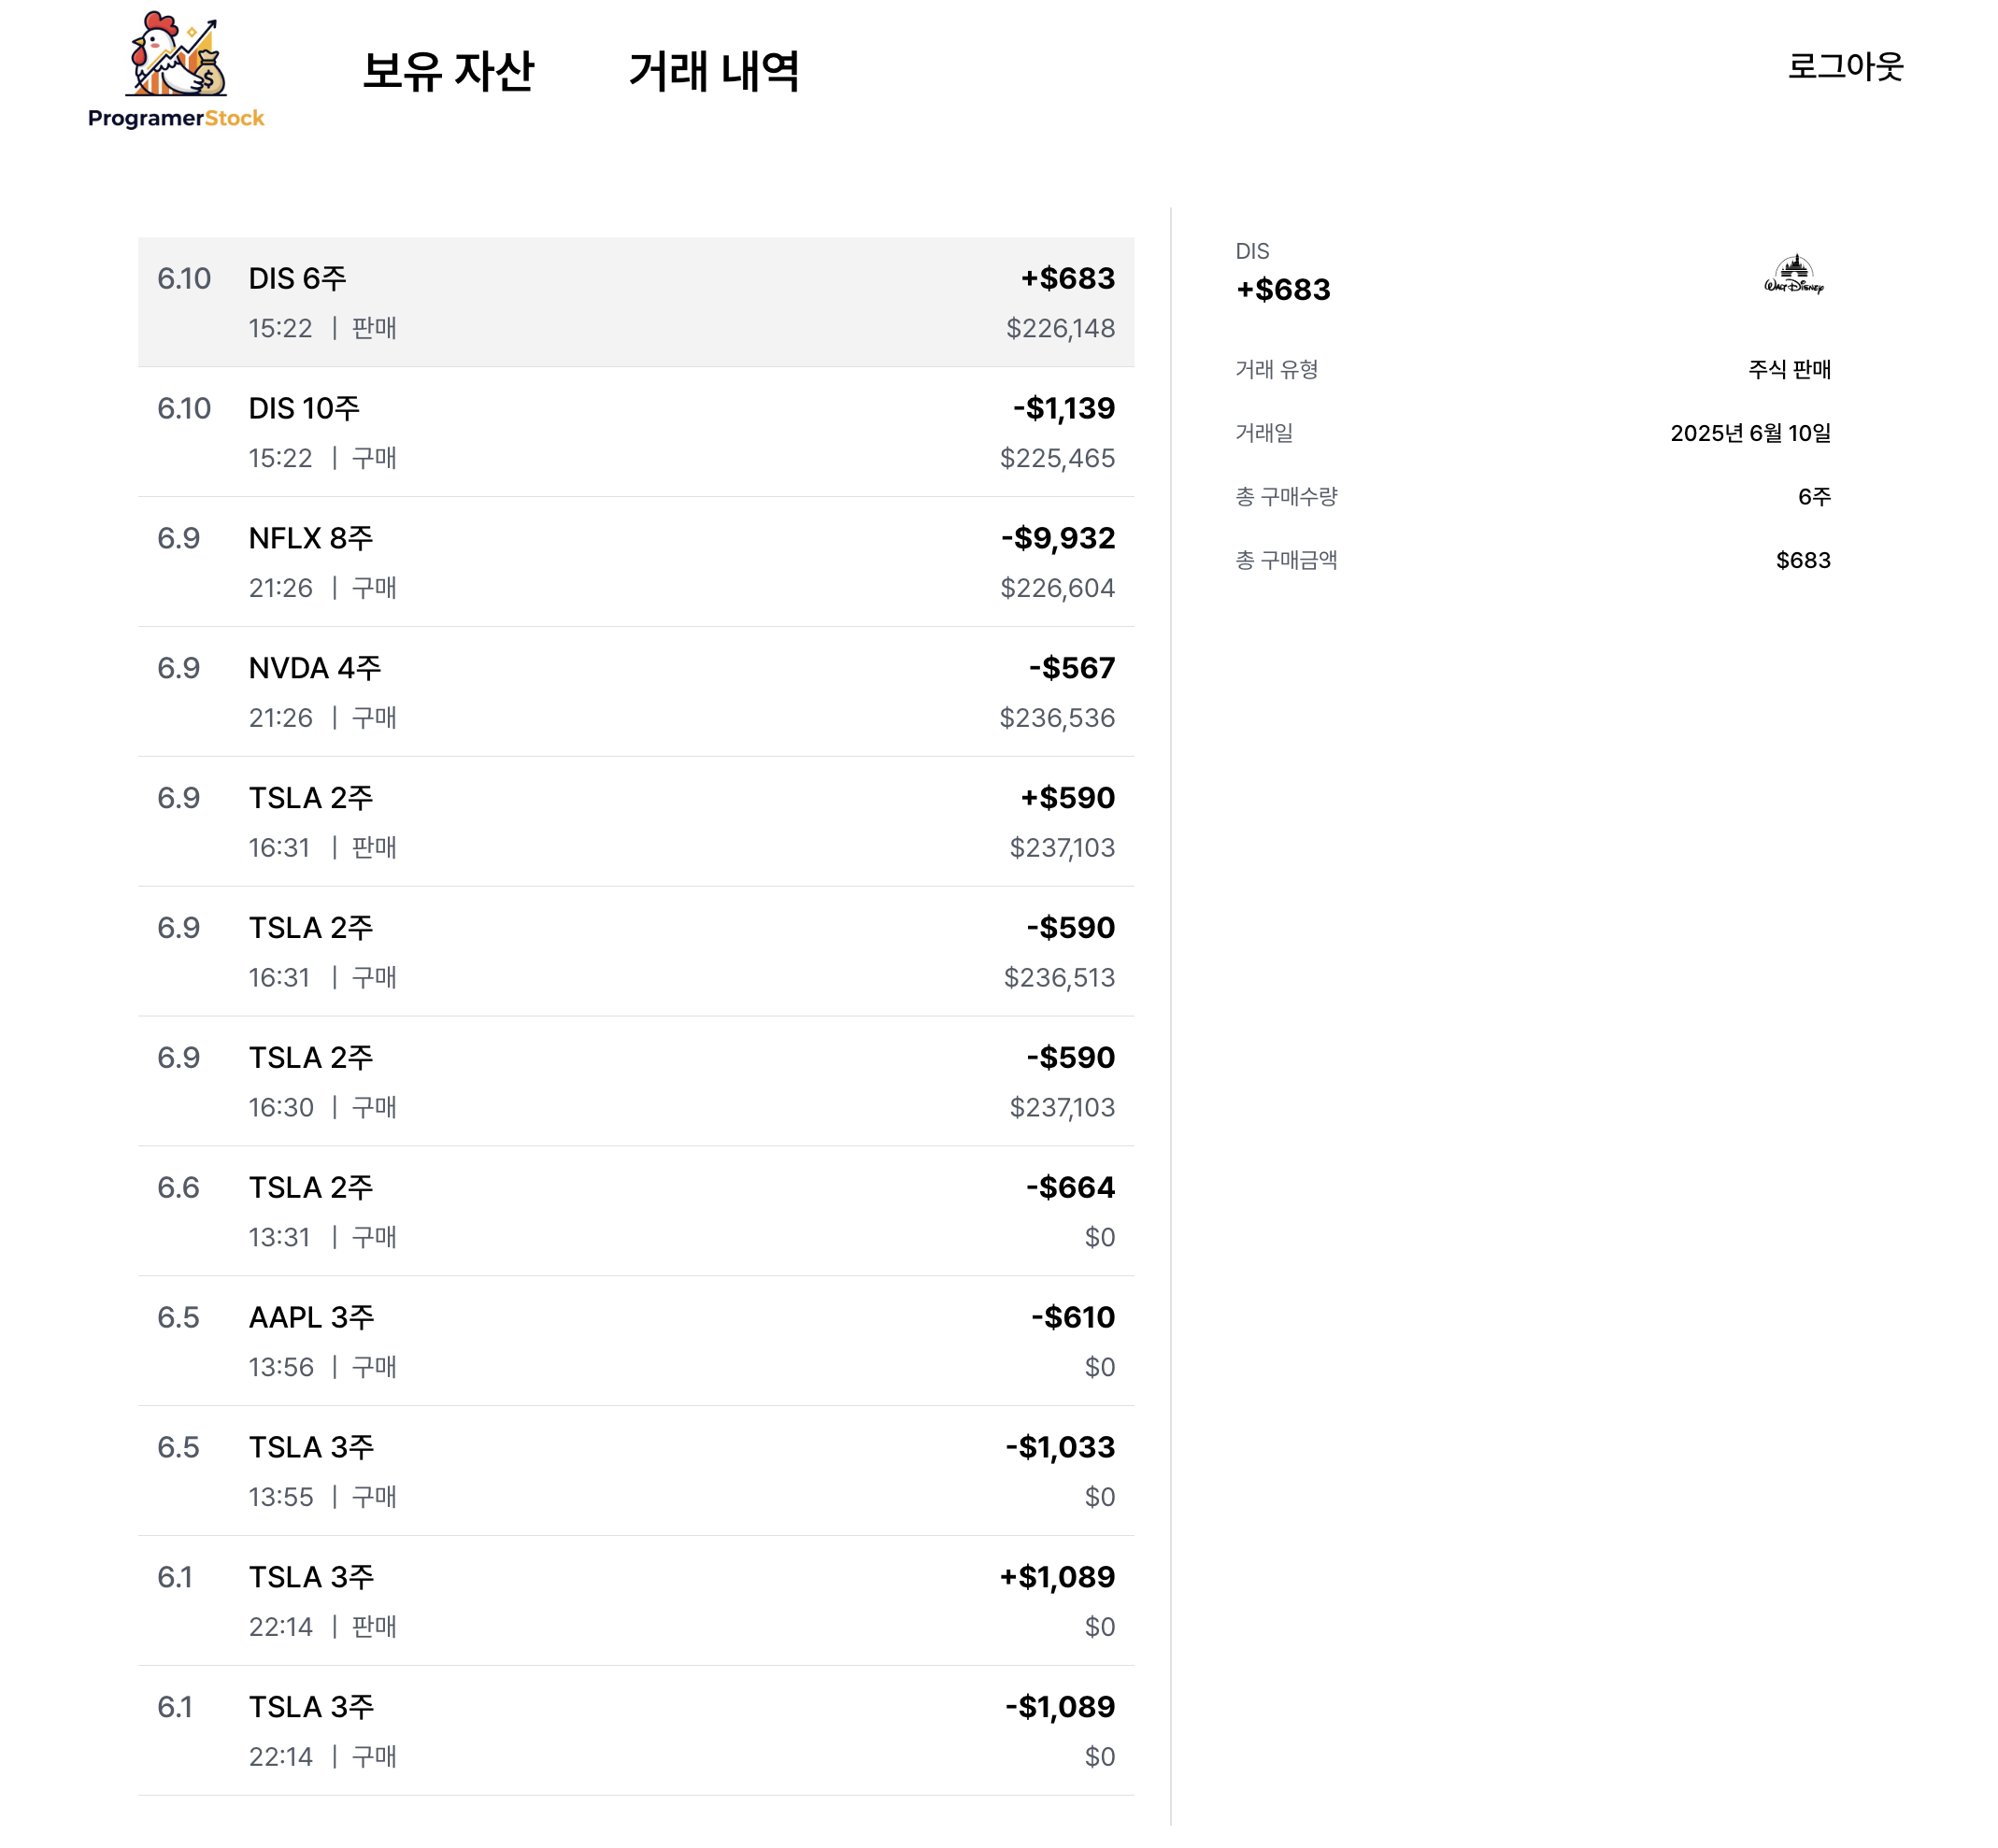 ProgramerStock
보유 자산
거래 내역
로그아웃
6.10 DIS 6주 +$683
15:22 | 판매 $226,148
6.10 DIS 10주 -$1,139
15:22 | 구매 $225,465
6.9 NFLX 8주 -$9,932
21:26 | 구매 $226,604
6.9 NVDA 4주 -$567
21:26 | 구매 $236,536
6.9 TSLA 2주 +$590
16:31 | 판매 $237,103
6.9 TSLA 2주 -$590
16:31 | 구매 $236,513
6.9 TSLA 2주 -$590
16:30 | 구매 $237,103
6.6 TSLA 2주 -$664
13:31 | 구매 $0
6.5 AAPL 3주 -$610
13:56 | 구매 $0
6.5 TSLA 3주 -$1,033
13:55 | 구매 $0
6.1 TSLA 3주 +$1,089
22:14 | 판매 $0
6.1 TSLA 3주 -$1,089
22:14 | 구매 $0
DIS
+$683
WALT DISNEY
거래 유형 주식 판매
거래일 2025년 6월 10일
총 구매수량 6주
총 구매금액 $683